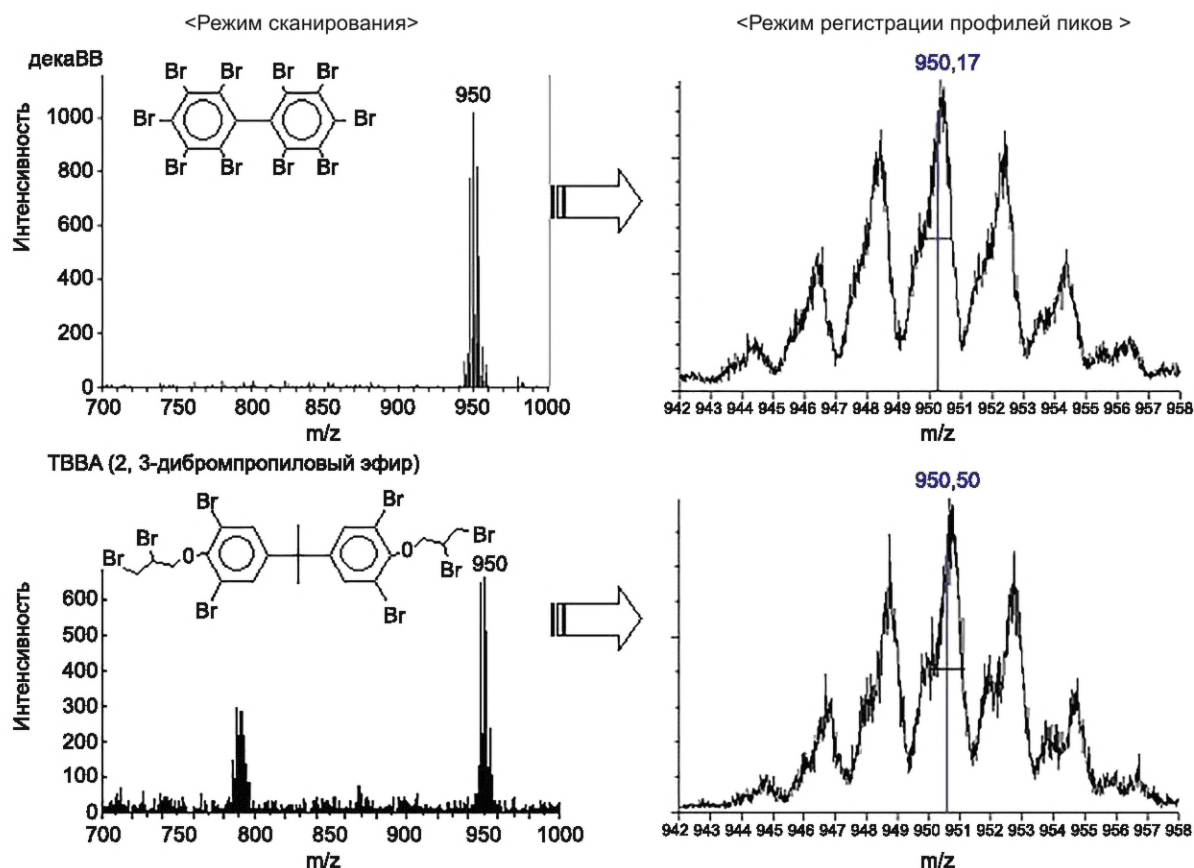 <Режим сканирования>
<Режим регистрации профилей пиков >
декаВВ
Br Br Br Br
Br Br
Br Br Br Br
950
Интенсивность
1000
800
600
400
200
0
700 750 800 850 900 950 1000
m/z
950,17
942 943 944 945 946 947 948 949 950 951 952 953 954 955 956 957 958
m/z
ТВВА (2, 3-дибромпропиловый эфир)
Br Br
Br Br
Br O O Br
Br Br
950
Интенсивность
600
500
400
300
200
100
0
700 750 800 850 900 950 1000
m/z
950,50
942 943 944 945 946 947 948 949 950 951 952 953 954 955 956 957 958
m/z